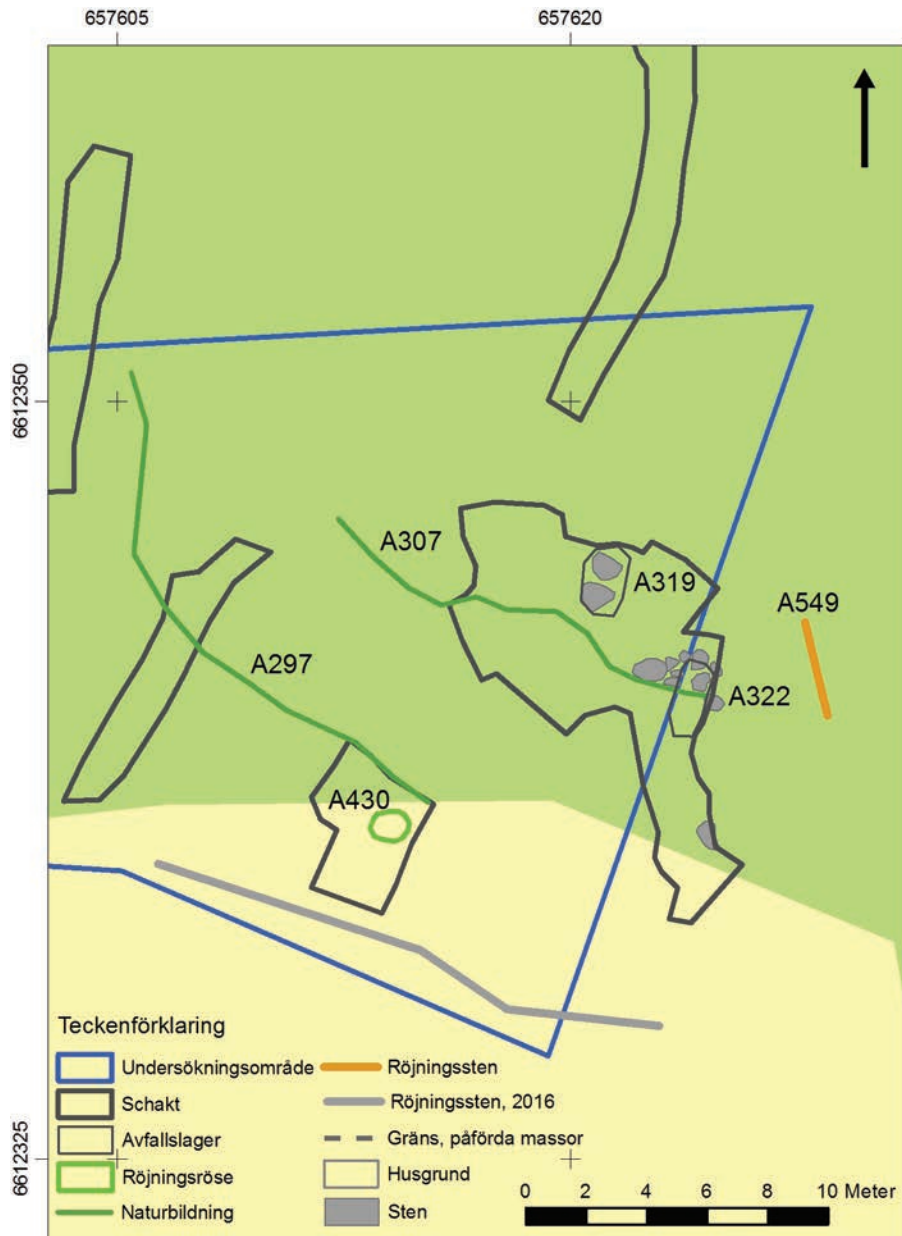 657605
657620
6612350
A307
A319
A549
A297
A322
A430
6612325
Teckenförklaring
Undersökningsområde
Schakt
Avfallslager
Röjningsröse
Naturbildning
Röjningssten
Röjningssten, 2016
Gräns, påförda massor
Husgrund
Sten
0 2 4 6 8 10 Meter